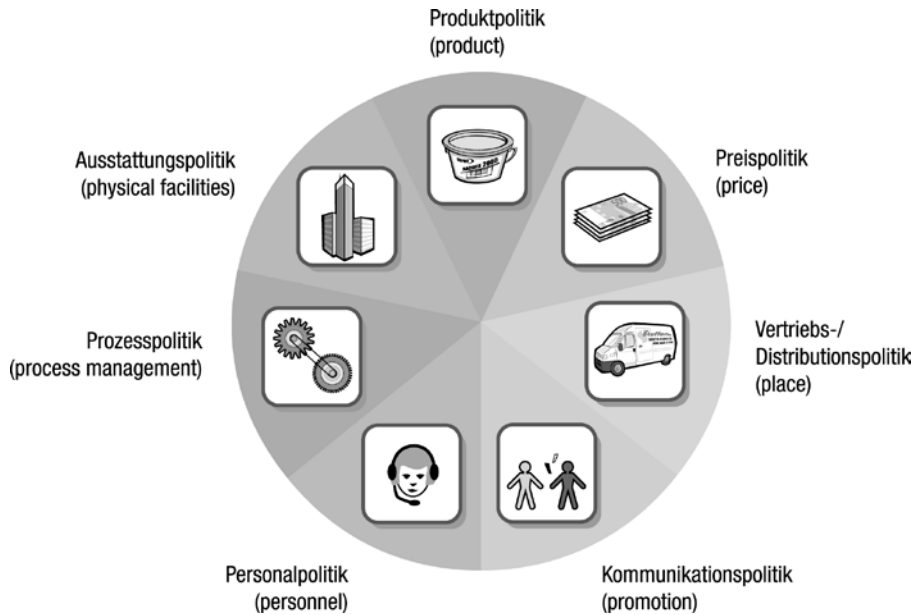 Produktpolitik
(product)
Preispolitik
(price)
Vertriebs-/
Distributionspolitik
(place)
Kommunikationspolitik
(promotion)
Personalpolitik
(personnel)
Prozesspolitik
(process management)
Ausstattungspolitik
(physical facilities)